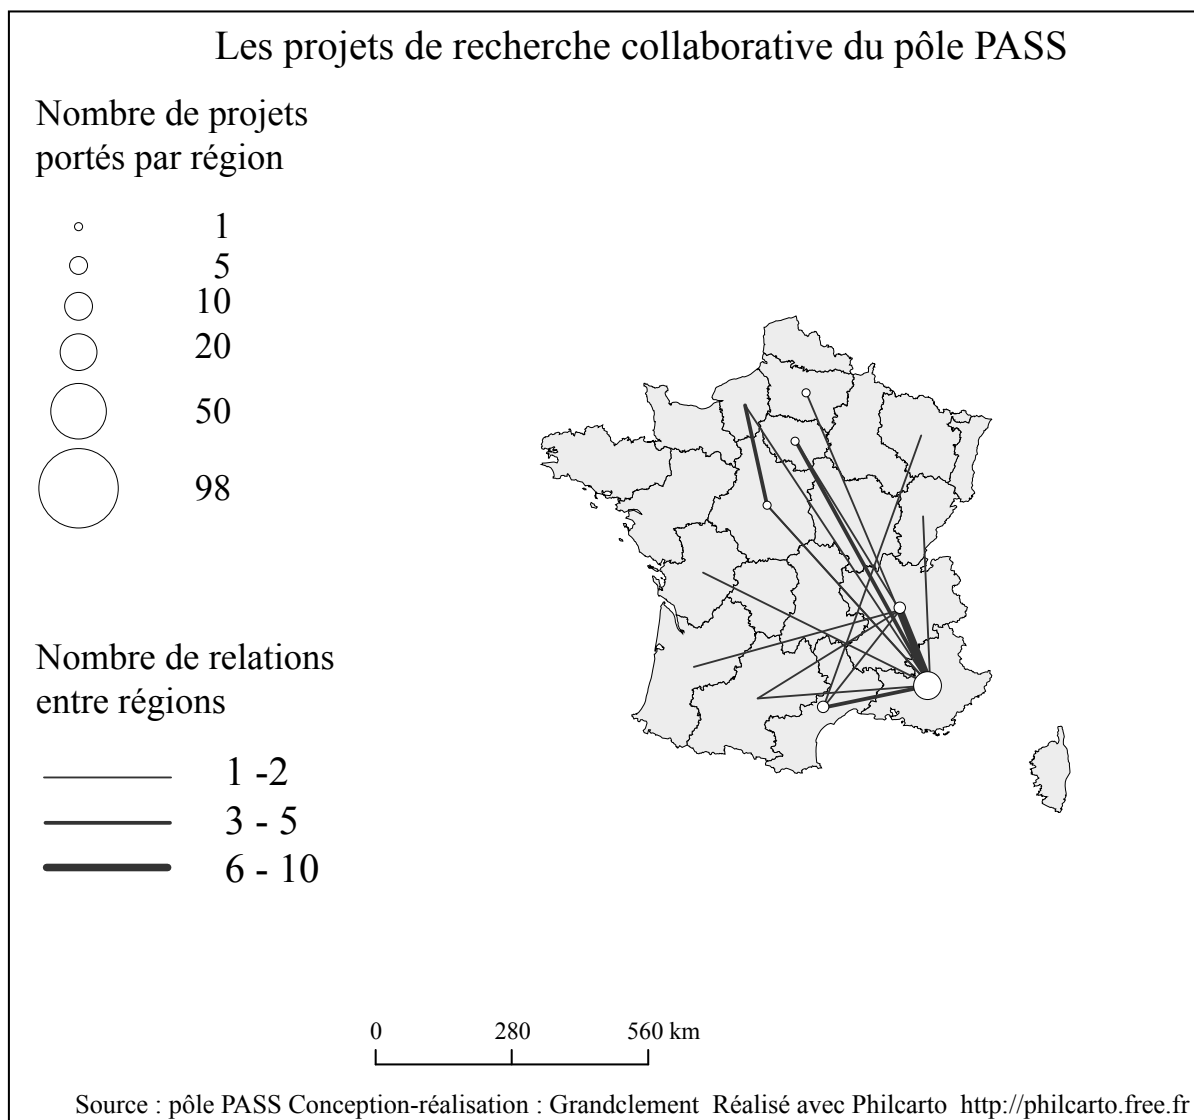 Les projets de recherche collaborative du pôle PASS
Nombre de projets
portés par région
1
5
10
20
50
98
Nombre de relations
entre régions
1 -2
3 - 5
6 - 10
0 280 560 km
Source : pôle PASS Conception-réalisation : Grandclement Réalisé avec Philcarto http://philcarto.free.fr